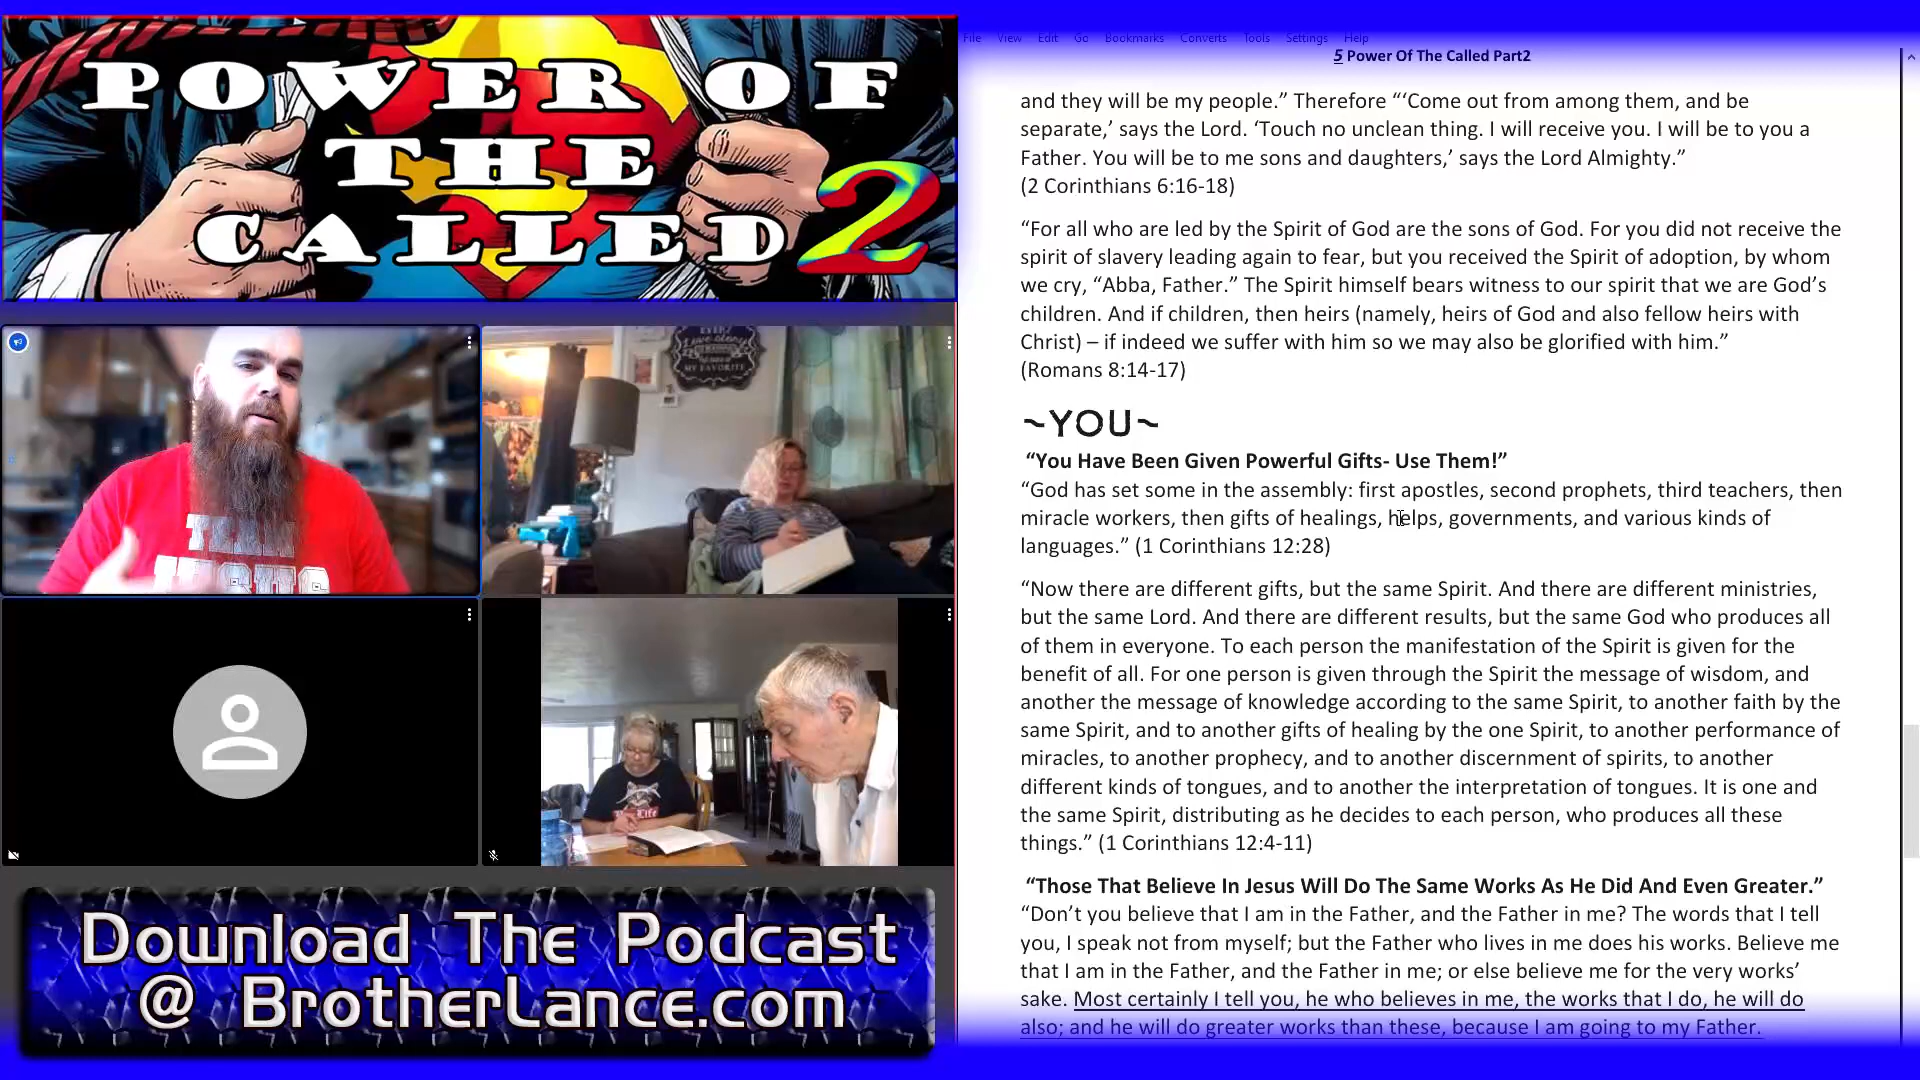 POWER OF
THE
CALLED 2
Love story
MY FAVORITE
Life
Download The Podcast
@ BrotherLance.com
File View Edit Go Bookmarks Converts Tools Settings Help
5 Power Of The Called Part2
and they will be my people.” Therefore “‘Come out from among them, and be
separate,’ says the Lord. ‘Touch no unclean thing. I will receive you. I will be to you a
Father. You will be to me sons and daughters,’ says the Lord Almighty.”
(2 Corinthians 6:16-18)
“For all who are led by the Spirit of God are the sons of God. For you did not receive the
spirit of slavery leading again to fear, but you received the Spirit of adoption, by whom
we cry, “Abba, Father.” The Spirit himself bears witness to our spirit that we are God’s
children. And if children, then heirs (namely, heirs of God and also fellow heirs with
Christ) – if indeed we suffer with him so we may also be glorified with him.”
(Romans 8:14-17)
~YOU~
“You Have Been Given Powerful Gifts- Use Them!”
“God has set some in the assembly: first apostles, second prophets, third teachers, then
miracle workers, then gifts of healings, helps, governments, and various kinds of
languages.” (1 Corinthians 12:28)
“Now there are different gifts, but the same Spirit. And there are different ministries,
but the same Lord. And there are different results, but the same God who produces all
of them in everyone. To each person the manifestation of the Spirit is given for the
benefit of all. For one person is given through the Spirit the message of wisdom, and
another the message of knowledge according to the same Spirit, to another faith by the
same Spirit, and to another gifts of healing by the one Spirit, to another performance of
miracles, to another prophecy, and to another discernment of spirits, to another
different kinds of tongues, and to another the interpretation of tongues. It is one and
the same Spirit, distributing as he decides to each person, who produces all these
things.” (1 Corinthians 12:4-11)
“Those That Believe In Jesus Will Do The Same Works As He Did And Even Greater.”
“Don’t you believe that I am in the Father, and the Father in me? The words that I tell
you, I speak not from myself; but the Father who lives in me does his works. Believe me
that I am in the Father, and the Father in me; or else believe me for the very works’
sake. Most certainly I tell you, he who believes in me, the works that I do, he will do
also; and he will do greater works than these, because I am going to my Father.